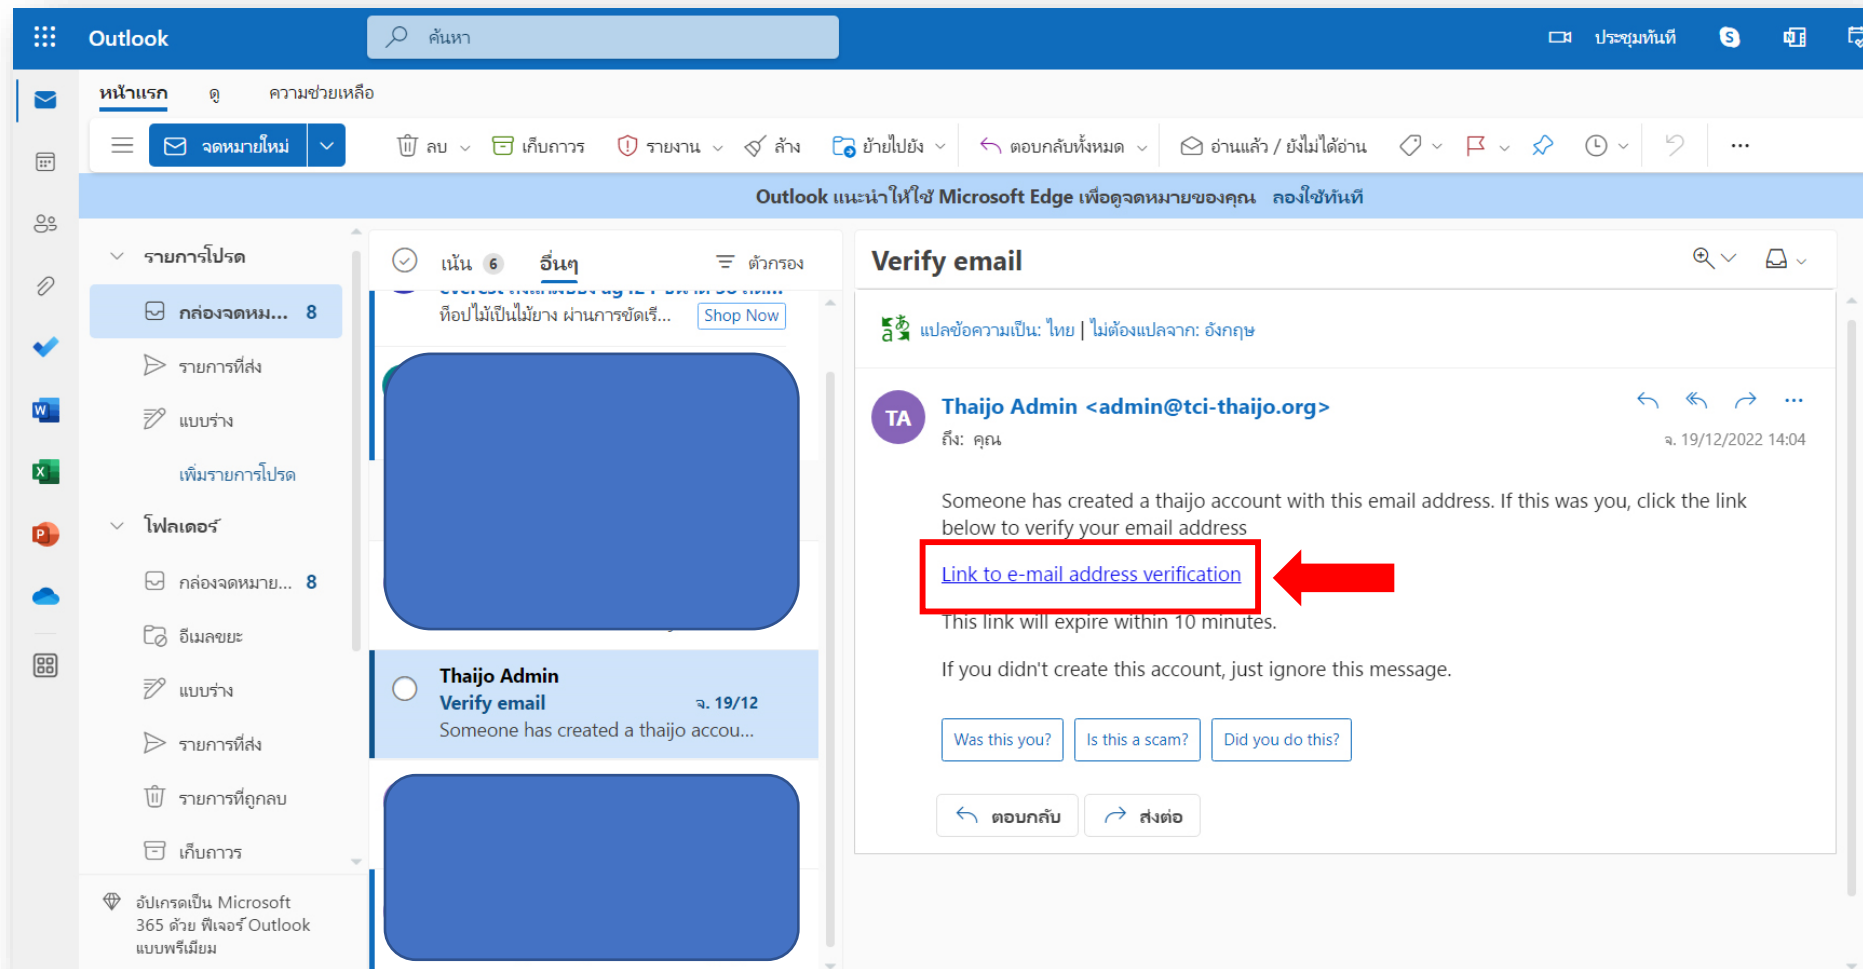 Outlook
ค้นหา
ประชุมทันที
หน้าแรก ดู ความช่วยเหลือ
จดหมายใหม่ ลบ เก็บถาวร รายงาน ล้าง ย้ายไปยัง ตอบกลับทั้งหมด อ่านแล้ว / ยังไม่ได้อ่าน
Outlook แนะนำให้ใช้ Microsoft Edge เพื่อดูจดหมายของคุณ ลองใช้ทันที
รายการโปรด
กล่องจดหม... 8
รายการที่ส่ง
แบบร่าง
เพิ่มรายการโปรด
โฟลเดอร์
กล่องจดหมาย... 8
อีเมลขยะ
แบบร่าง
รายการที่ส่ง
รายการที่ถูกลบ
เก็บถาวร
อัปเกรดเป็น Microsoft
365 ด้วย ฟีเจอร์ Outlook
แบบพรีเมียม
เน้น 6 อื่นๆ ตัวกรอง
ท็อปไม้เป็นไม้ยาง ผ่านการขัดเรี... Shop Now
Thaijo Admin
Verify email จ. 19/12
Someone has created a thaijo accou...
Verify email
แปลข้อความเป็น: ไทย | ไม่ต้องแปลจาก: อังกฤษ
TA
Thaijo Admin <admin@tci-thaijo.org>
ถึง: คุณ
จ. 19/12/2022 14:04
Someone has created a thaijo account with this email address. If this was you, click the link
below to verify your email address
Link to e-mail address verification
This link will expire within 10 minutes.
If you didn't create this account, just ignore this message.
Was this you? Is this a scam? Did you do this?
ตอบกลับ ส่งต่อ